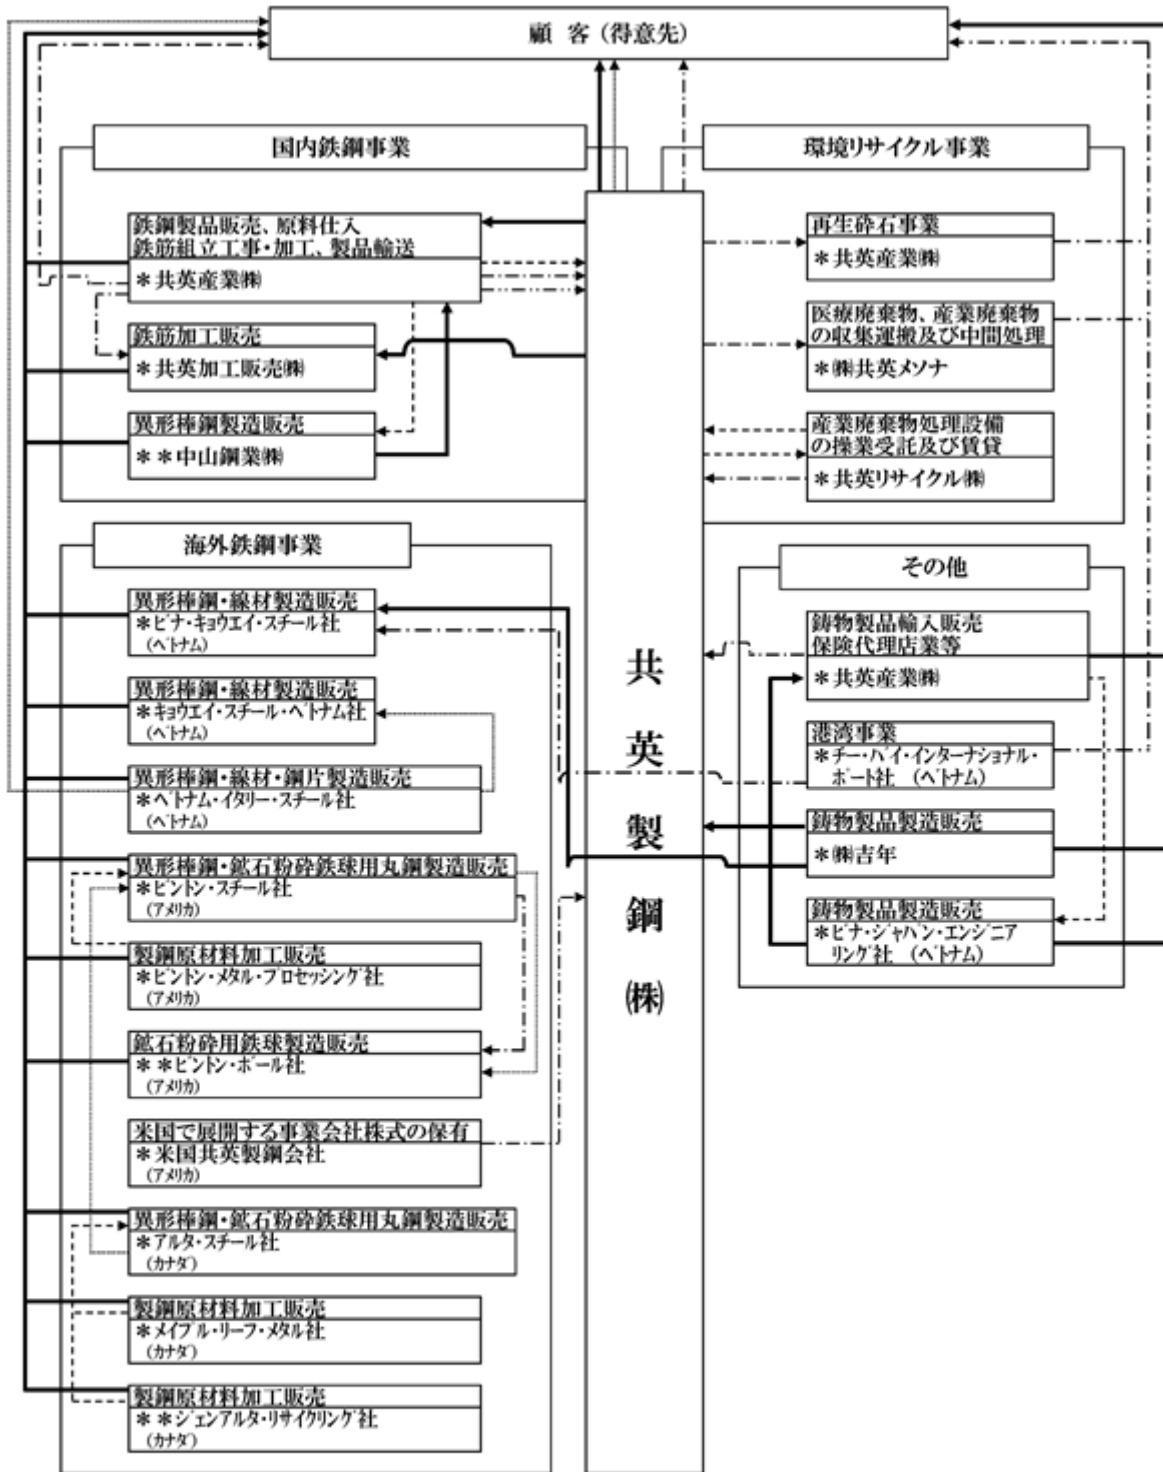 顧 客（得意先）
国内鉄鋼事業
鉄鋼製品販売、原料仕入
鉄筋組立工事・加工、製品輸送
＊共英産業㈱
鉄筋加工販売
＊共英加工販売㈱
異形棒鋼製造販売
＊＊中山鋼業㈱
環境リサイクル事業
再生砕石事業
＊共英産業㈱
医療廃棄物、産業廃棄物
の収集運搬及び中間処理
＊㈱共英メソナ
産業廃棄物処理設備
の操業受託及び賃貸
＊共英リサイクル㈱
共英製鋼㈱
海外鉄鋼事業
異形棒鋼・線材製造販売
＊ビナ・キョウエイ・スチール社
（ベトナム）
異形棒鋼・線材製造販売
＊キョウエイ・スチール・ベトナム社
（ベトナム）
異形棒鋼・線材・鋼片製造販売
＊ベトナム・イタリー・スチール社
（ベトナム）
異形棒鋼・鉱石粉砕鉄球用丸鋼製造販売
＊ビントン・スチール社
（アメリカ）
製鋼原材料加工販売
＊ビントン・メタル・プロセッシング社
（アメリカ）
鉱石粉砕用鉄球製造販売
＊＊ビントン・ボール社
（アメリカ）
米国で展開する事業会社株式の保有
＊米国共英製鋼会社
（アメリカ）
異形棒鋼・鉱石粉砕鉄球用丸鋼製造販売
＊アルタ・スチール社
（カナダ）
製鋼原材料加工販売
＊メイプル・リーフ・メタル社
（カナダ）
製鋼原材料加工販売
＊＊ジェンアルタ・リサイクリング社
（カナダ）
その他
鋳物製品輸入販売
保険代理店業等
＊共英産業㈱
港湾事業
＊チー・バイ・インターナショナル・
ポート社 （ベトナム）
鋳物製品製造販売
＊㈱吉年
鋳物製品製造販売
＊ビナ・ジャパン・エンジニア
リング社 （ベトナム）